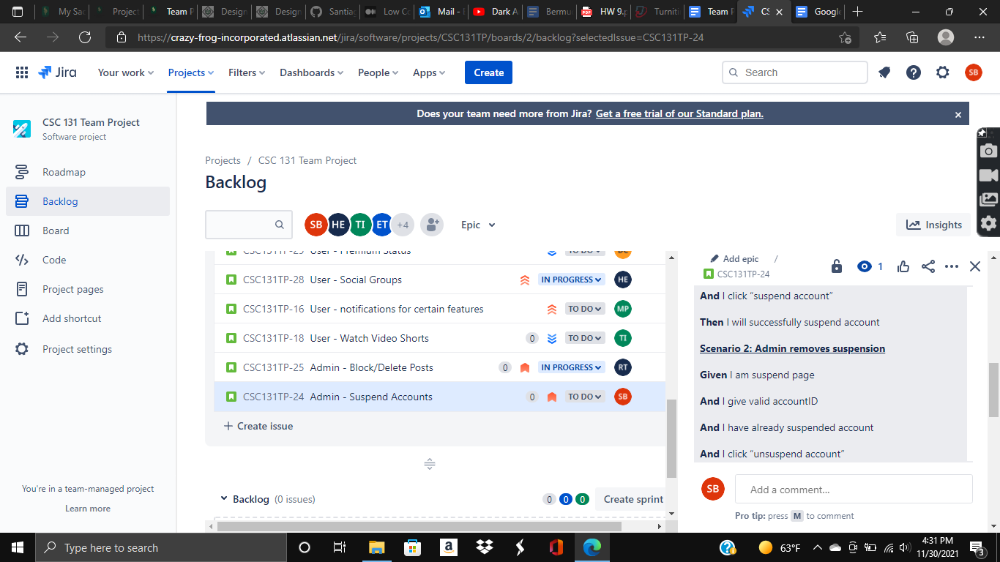 My Sac
Project
Team P
Design
Design
Santiag
Low Co
Mail -
Dark A
Bermu
HW 9.p
Turniti
Team P
CS
Google
https://crazy-frog-incorporated.atlassian.net/jira/software/projects/CSC131TP/boards/2/backlog?selectedIssue=CSC131TP-24
Jira
Your work
Projects
Filters
Dashboards
People
Apps
Create
Search
SB
CSC 131 Team Project
Software project
Roadmap
Backlog
Board
Code
Project pages
Add shortcut
Project settings
You're in a team-managed project
Learn more
Does your team need more from Jira? Get a free trial of our Standard plan.
Projects / CSC 131 Team Project
Backlog
SB HE TI ET +4
Epic
Insights
CSC131TP-29 User - Premium Status TO DO DC
CSC131TP-28 User - Social Groups IN PROGRESS HE
CSC131TP-16 User - notifications for certain features TO DO MP
CSC131TP-18 User - Watch Video Shorts 0 TO DO TI
CSC131TP-25 Admin - Block/Delete Posts 0 IN PROGRESS RT
CSC131TP-24 Admin - Suspend Accounts 0 TO DO SB
+ Create issue
Backlog (0 issues) 0 0 0 Create sprint
Add epic /
CSC131TP-24
1
And I click “suspend account”
Then I will successfully suspend account
Scenario 2: Admin removes suspension
Given I am suspend page
And I give valid accountID
And I have already suspended account
And I click “unsuspend account”
SB
Add a comment...
Pro tip: press M to comment
Type here to search
63°F
4:31 PM
11/30/2021
3